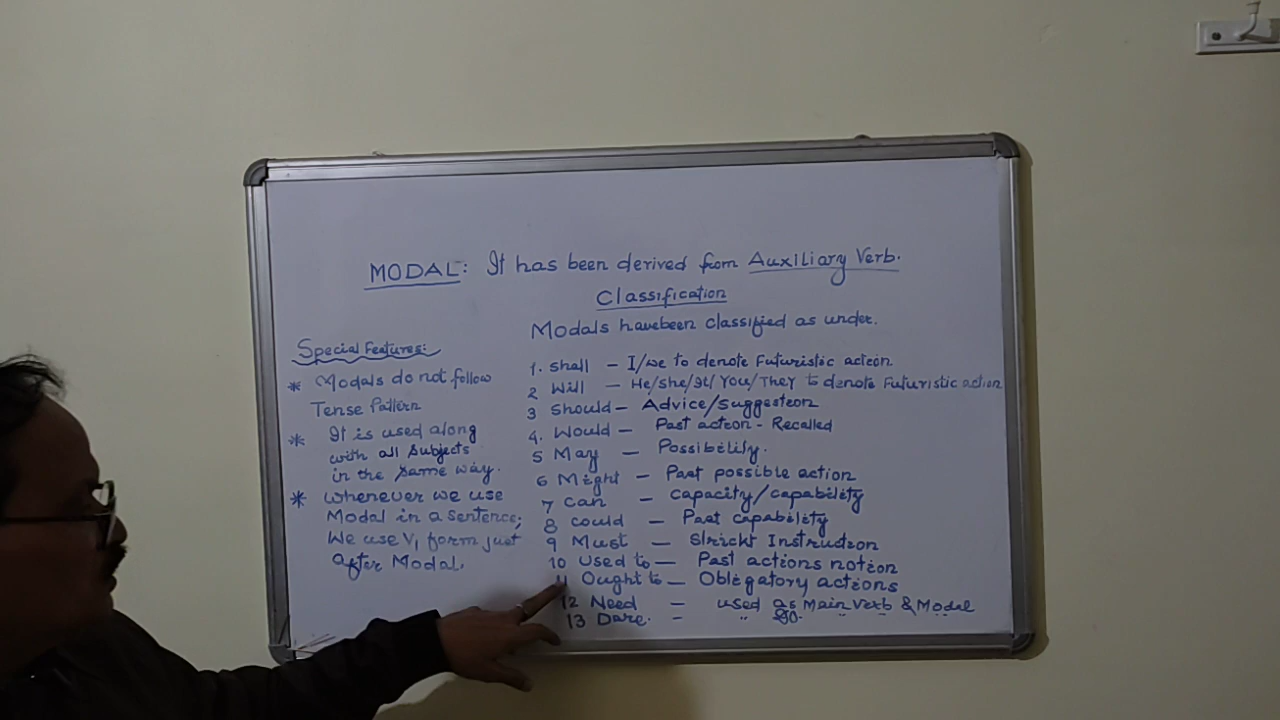 MODAL: It has been derived from Auxiliary Verb.
Classification
Modals havebeen classified as under.
Special Features:
* Modals do not follow
Tense Pattern
* It is used along
with all subjects
in the same way.
* whenever we use
Modal in a sentence;
We use V1 form just
after Modal.
1. Shall - I/we to denote Futuristic action
2 Will - He/She/It/You/They to denote Futuristic action
3 Should - Advice/Suggestion
4. Would - Past action - Recalled
5 May - Possibility.
6 Might - Past possible action
7 Can - Capacity/capability
8 Could - Past capability
9 Must - Strickt Instruction
10 Used to - Past actions notion
11 Ought to - Obligatory actions
12 Need - used as Main Verb & Modal
13 Dare. - " do. " "